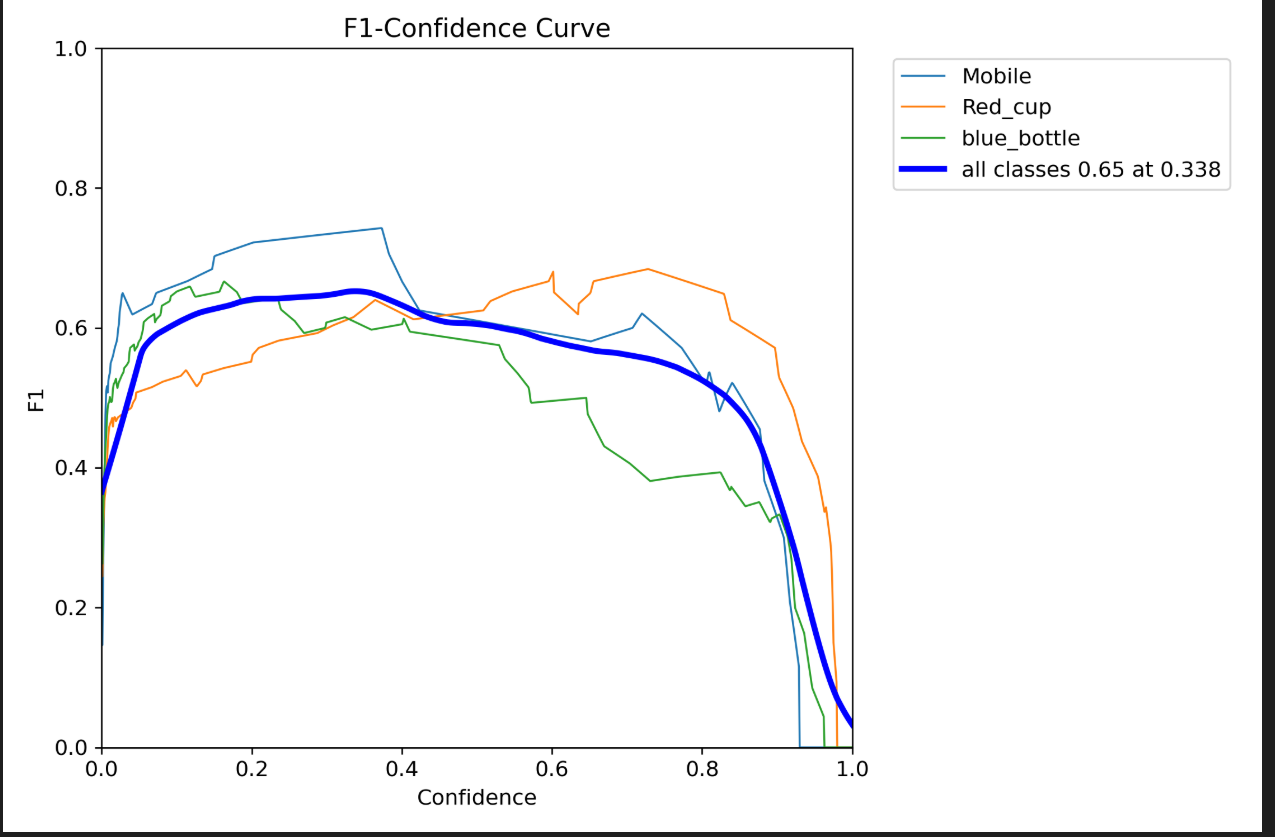 F1-Confidence Curve
1.0
0.8
0.6
0.4
0.2
0.0
F1
0.0 0.2 0.4 0.6 0.8 1.0
Confidence
Mobile
Red_cup
blue_bottle
all classes 0.65 at 0.338